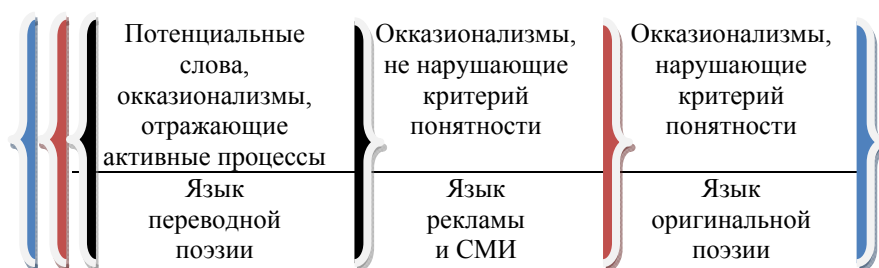 Потенциальные
слова,
окказионализмы,
отражающие
активные процессы
Окказионализмы,
не нарушающие
критерий
понятности
Окказионализмы,
нарушающие
критерий
понятности
Язык
переводной
поэзии
Язык
рекламы
и СМИ
Язык
оригинальной
поэзии